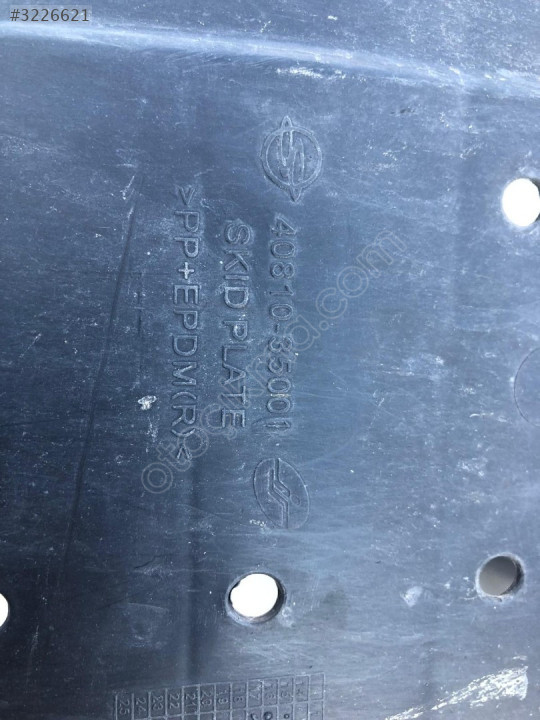 #3226621
40810-35001
SKID PLATE
>PP+EPDM(R)<